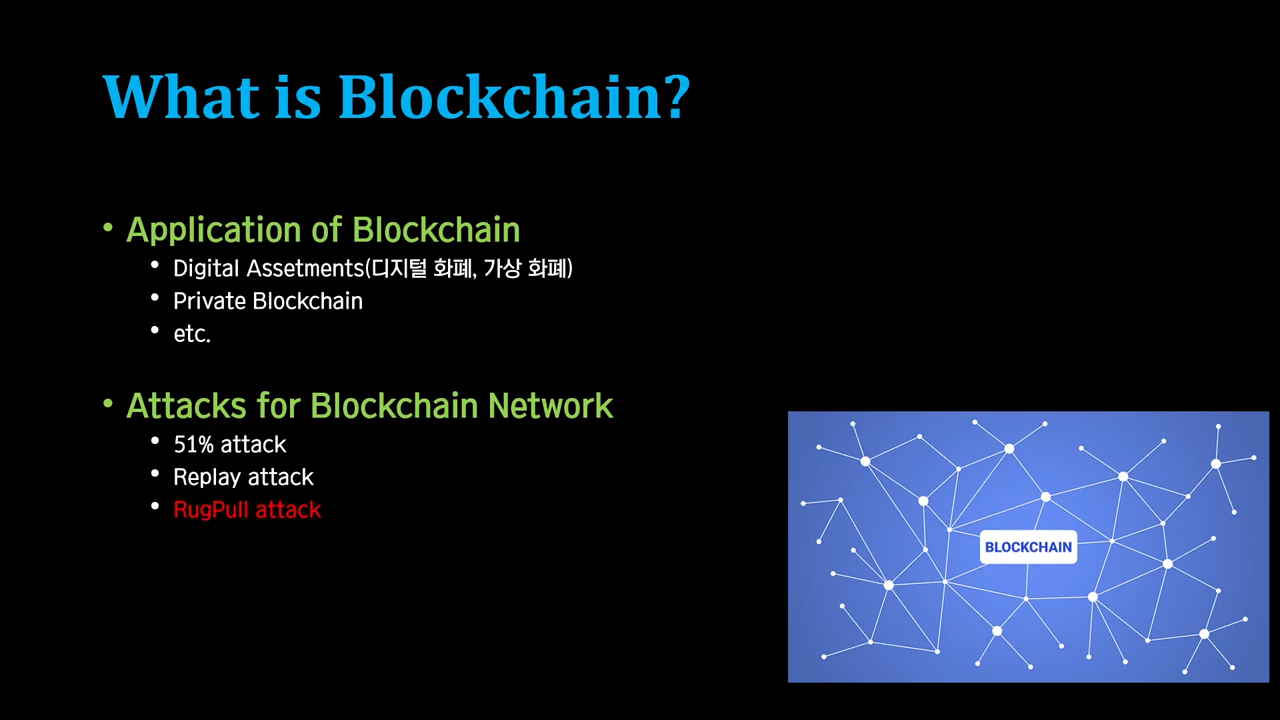 What is Blockchain?
• Application of Blockchain
• Digital Assetments(디지털 화폐, 가상 화폐)
• Private Blockchain
• etc.
• Attacks for Blockchain Network
• 51% attack
• Replay attack
• RugPull attack
BLOCKCHAIN